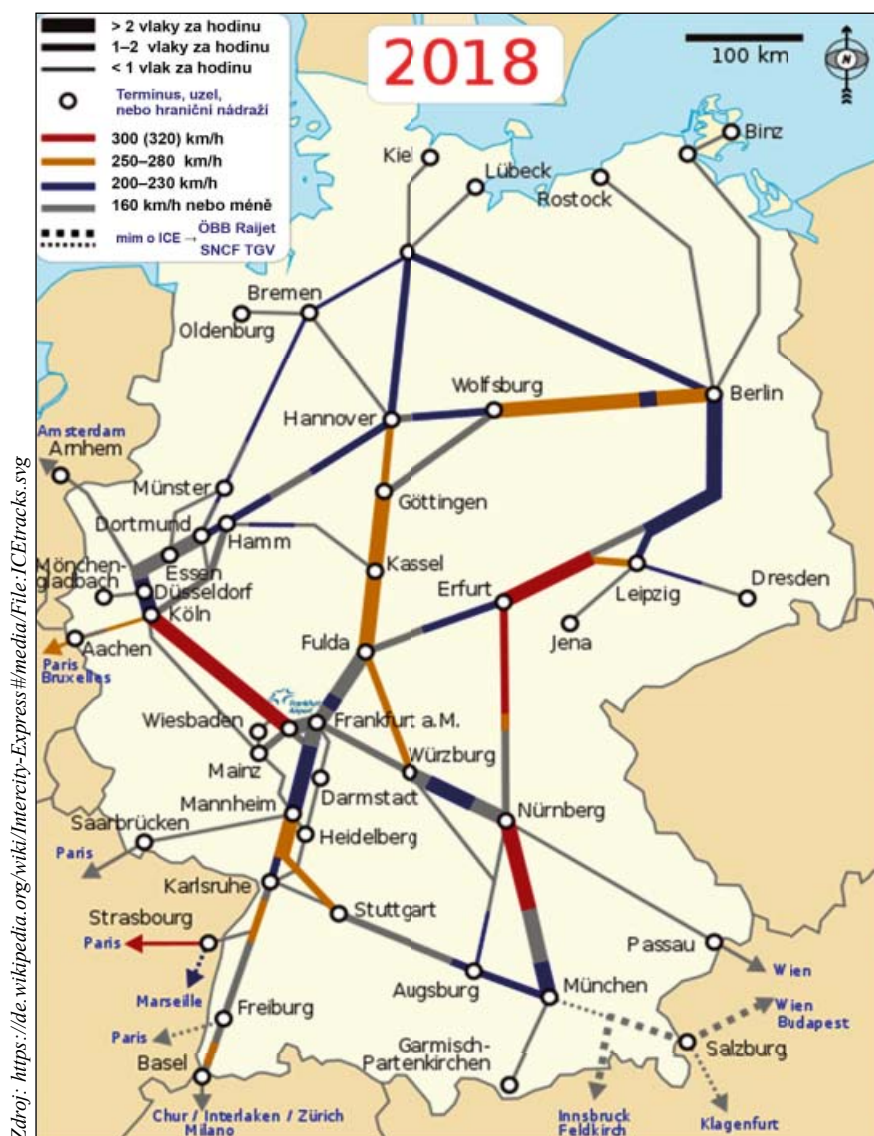 > 2 vlaky za hodinu
1–2 vlaky za hodinu
< 1 vlak za hodinu
Terminus, uzel,
nebo hraniční nádraží
300 (320) km/h
250–280 km/h
200–230 km/h
160 km/h nebo méně
mim o ICE → ÖBB Raijet
SNCF TGV
2018
100 km
N
Kiel
Lübeck
Rostock
Binz
Bremen
Oldenburg
Hannover
Wolfsburg
Berlin
Amsterdam
Arnhem
Münster
Dortmund
Hamm
Göttingen
Essen
Mönchen-
gladbach
Düsseldorf
Köln
Kassel
Erfurt
Leipzig
Dresden
Jena
Aachen
Paris
Bruxelles
Fulda
Frankfurt
Airport
Wiesbaden
Frankfurt a.M.
Mainz
Würzburg
Darmstadt
Mannheim
Nürnberg
Saarbrücken
Heidelberg
Paris
Karlsruhe
Stuttgart
Strasbourg
Paris
Passau
Wien
Marseille
Augsburg
München
Freiburg
Paris
Wien
Budapest
Garmisch-
Partenkirchen
Salzburg
Basel
Chur / Interlaken / Zürich
Milano
Innsbruck
Feldkirch
Klagenfurt
Zdroj: https://de.wikipedia.org/wiki/Intercity-Express#/media/File:ICEtracks.svg